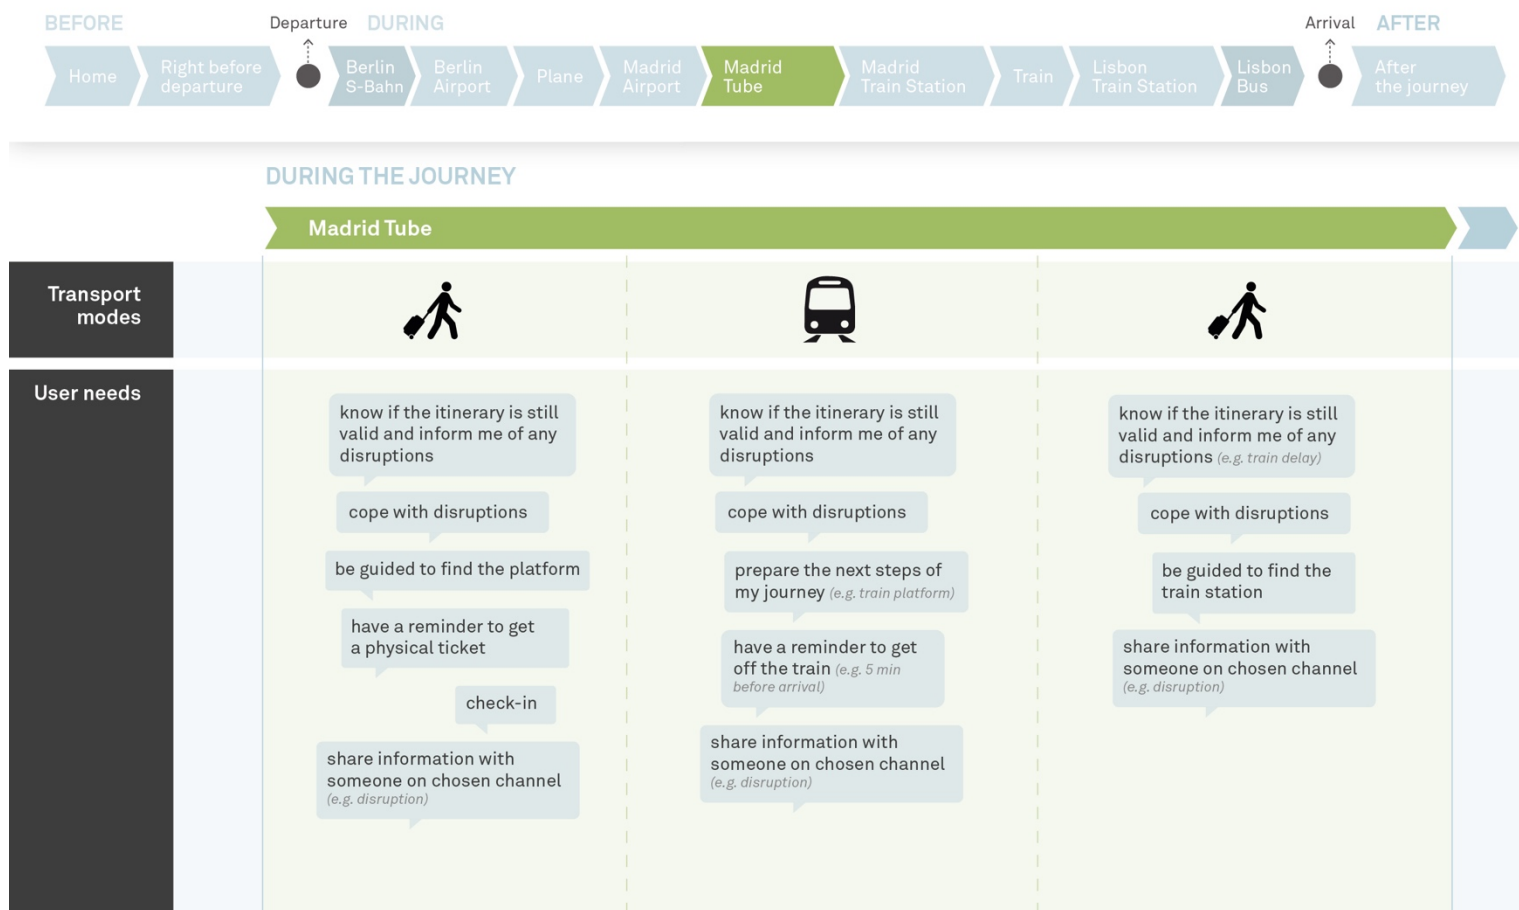 BEFORE
Departure
DURING
Arrival
AFTER
Home
Right before
departure
Berlin
S-Bahn
Berlin
Airport
Plane
Madrid
Airport
Madrid
Tube
Madrid
Train Station
Train
Lisbon
Train Station
Lisbon
Bus
After
the journey
DURING THE JOURNEY
Madrid Tube
Transport
modes
User needs
know if the itinerary is still
valid and inform me of any
disruptions
cope with disruptions
be guided to find the platform
have a reminder to get
a physical ticket
check-in
share information with
someone on chosen channel
(e.g. disruption)
know if the itinerary is still
valid and inform me of any
disruptions
cope with disruptions
prepare the next steps of
my journey (e.g. train platform)
have a reminder to get
off the train (e.g. 5 min
before arrival)
share information with
someone on chosen channel
(e.g. disruption)
know if the itinerary is still
valid and inform me of any
disruptions (e.g. train delay)
cope with disruptions
be guided to find the
train station
share information with
someone on chosen channel
(e.g. disruption)